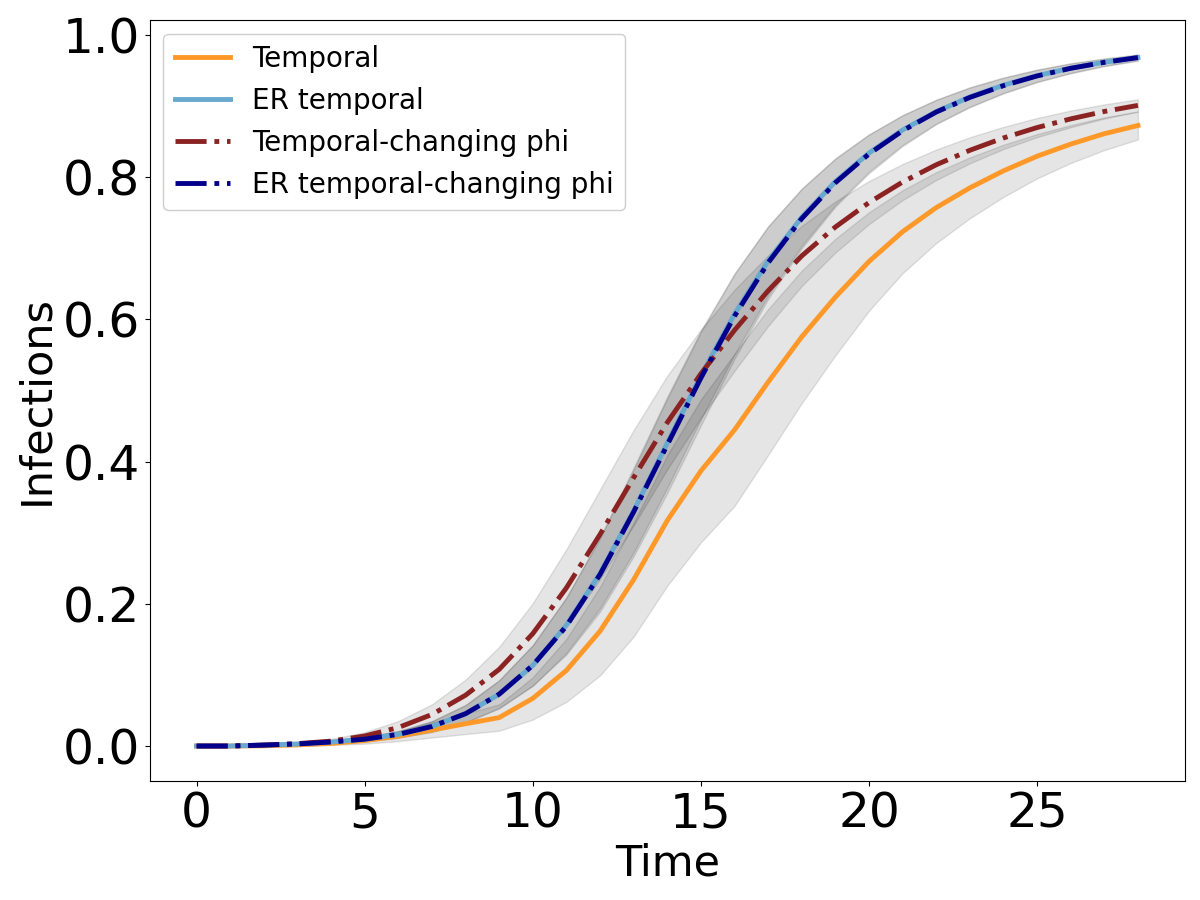 1.0
0.8
0.6
0.4
0.2
0.0
Infections
Temporal
ER temporal
Temporal-changing phi
ER temporal-changing phi
0 5 10 15 20 25
Time